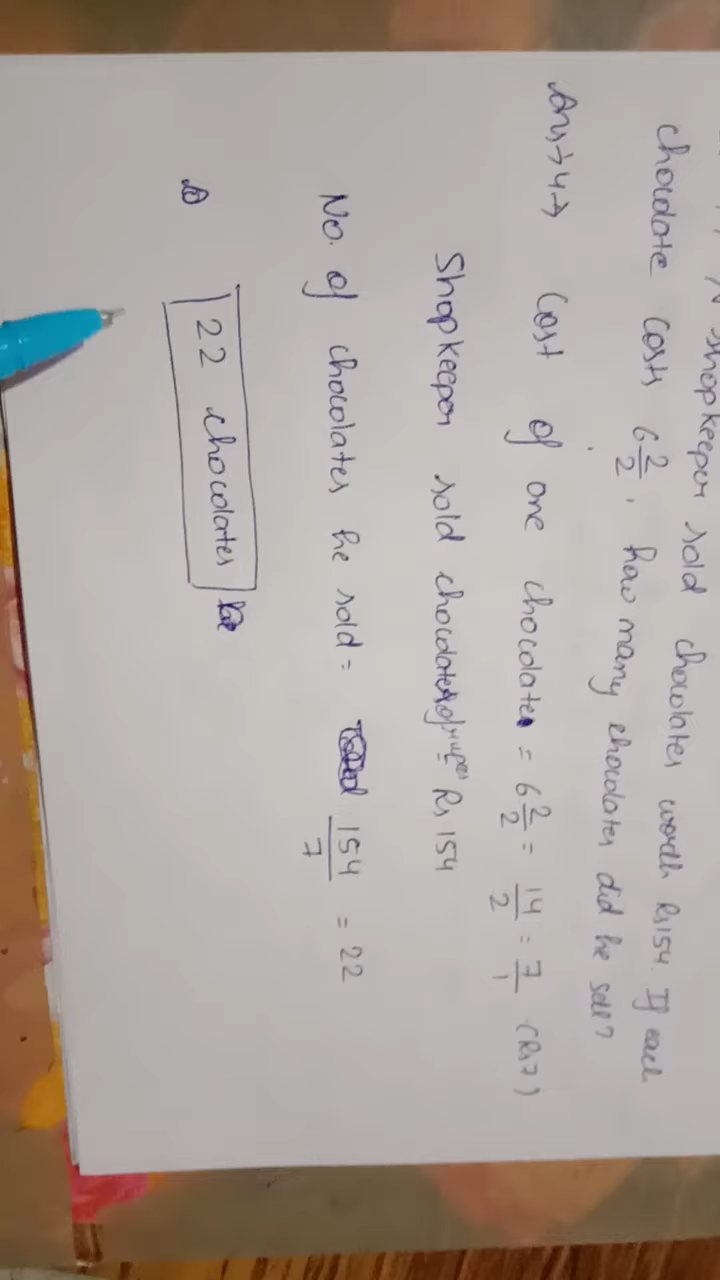 shopkeeper sold chocolates worth Rs154. If each
chocolate costs 6 2/2, how many chocolates did he sell?
Ans→4→ Cost of one chocolate = 6 2/2 = 14/2 = 7/1 (Rs7)
Shopkeeper sold chocolates of rupees Rs 154
No. of chocolates he sold = 154/7 = 22
22 chocolates